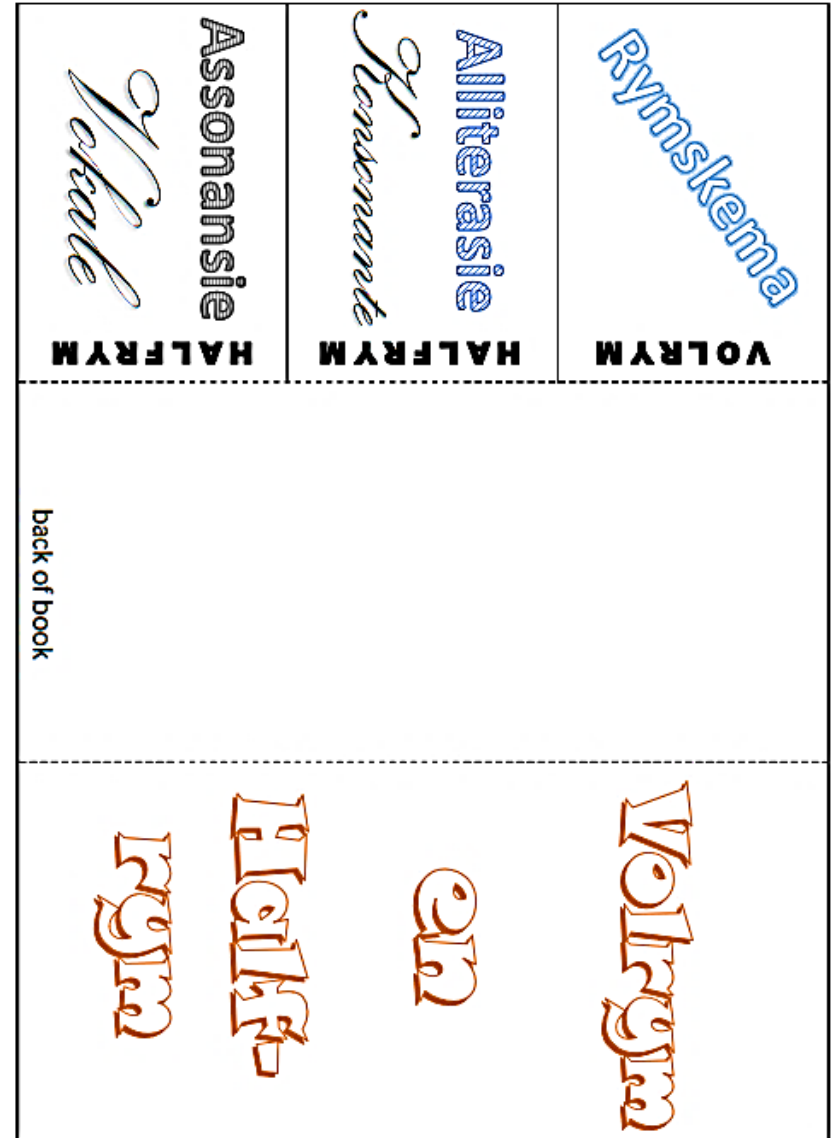 Rymskema
VOLRYM
Alliterasie
Konsonante
HALFRYM
Assonansie
Vokale
HALFRYM
back of book
Volrym
en
Half-
rym